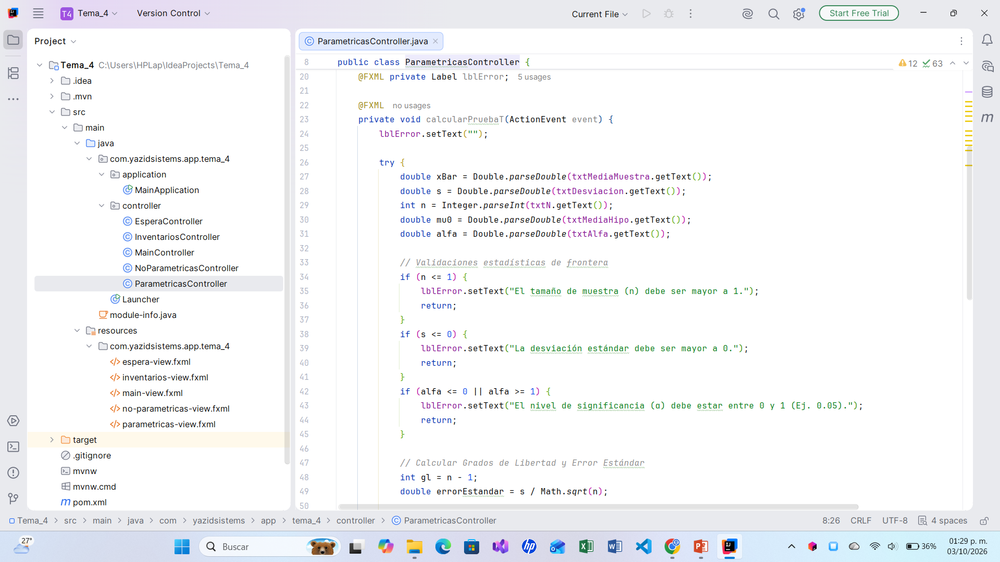 T4 Tema_4
Version Control
Current File
Start Free Trial
Project
Tema_4 C:\Users\HPLap\IdeaProjects\Tema_4
.idea
.mvn
src
main
java
com.yazidsistems.app.tema_4
application
MainApplication
controller
EsperaController
InventariosController
MainController
NoParametricasController
ParametricasController
Launcher
module-info.java
resources
com.yazidsistems.app.tema_4
espera-view.fxml
inventarios-view.fxml
main-view.fxml
no-parametricas-view.fxml
parametricas-view.fxml
target
.gitignore
mvnw
mvnw.cmd
pom.xml
ParametricasController.java
8 public class ParametricasController {
12 63
20 @FXML private Label lblError; 5 usages
21
22 @FXML no usages
23 private void calcularPruebaT(ActionEvent event) {
24 lblError.setText("");
25
26 try {
27 double xBar = Double.parseDouble(txtMediaMuestra.getText());
28 double s = Double.parseDouble(txtDesviacion.getText());
29 int n = Integer.parseInt(txtN.getText());
30 double mu0 = Double.parseDouble(txtMediaHipo.getText());
31 double alfa = Double.parseDouble(txtAlfa.getText());
32
33 // Validaciones estadísticas de frontera
34 if (n <= 1) {
35 lblError.setText("El tamaño de muestra (n) debe ser mayor a 1.");
36 return;
37 }
38 if (s <= 0) {
39 lblError.setText("La desviación estándar debe ser mayor a 0.");
40 return;
41 }
42 if (alfa <= 0 || alfa >= 1) {
43 lblError.setText("El nivel de significancia (α) debe estar entre 0 y 1 (Ej. 0.05).");
44 return;
45 }
46
47 // Calcular Grados de Libertad y Error Estándar
48 int gl = n - 1;
49 double errorEstandar = s / Math.sqrt(n);
50
Tema_4 > src > main > java > com > yazidsistems > app > tema_4 > controller > ParametricasController
8:26 CRLF UTF-8 4 spaces
27°
Buscar
36%
01:29 p. m.
03/10/2026